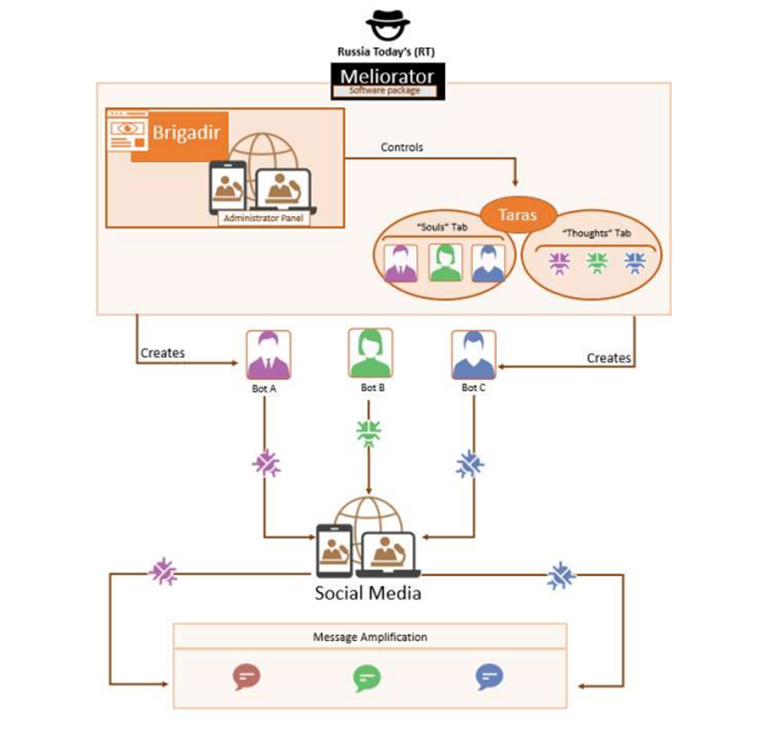 Russia Today's (RT)
Meliorator
Software package
Brigadir
Administrator Panel
Controls
Taras
"Souls" Tab
"Thoughts" Tab
Creates
Creates
Bot A
Bot B
Bot C
Social Media
Message Amplification